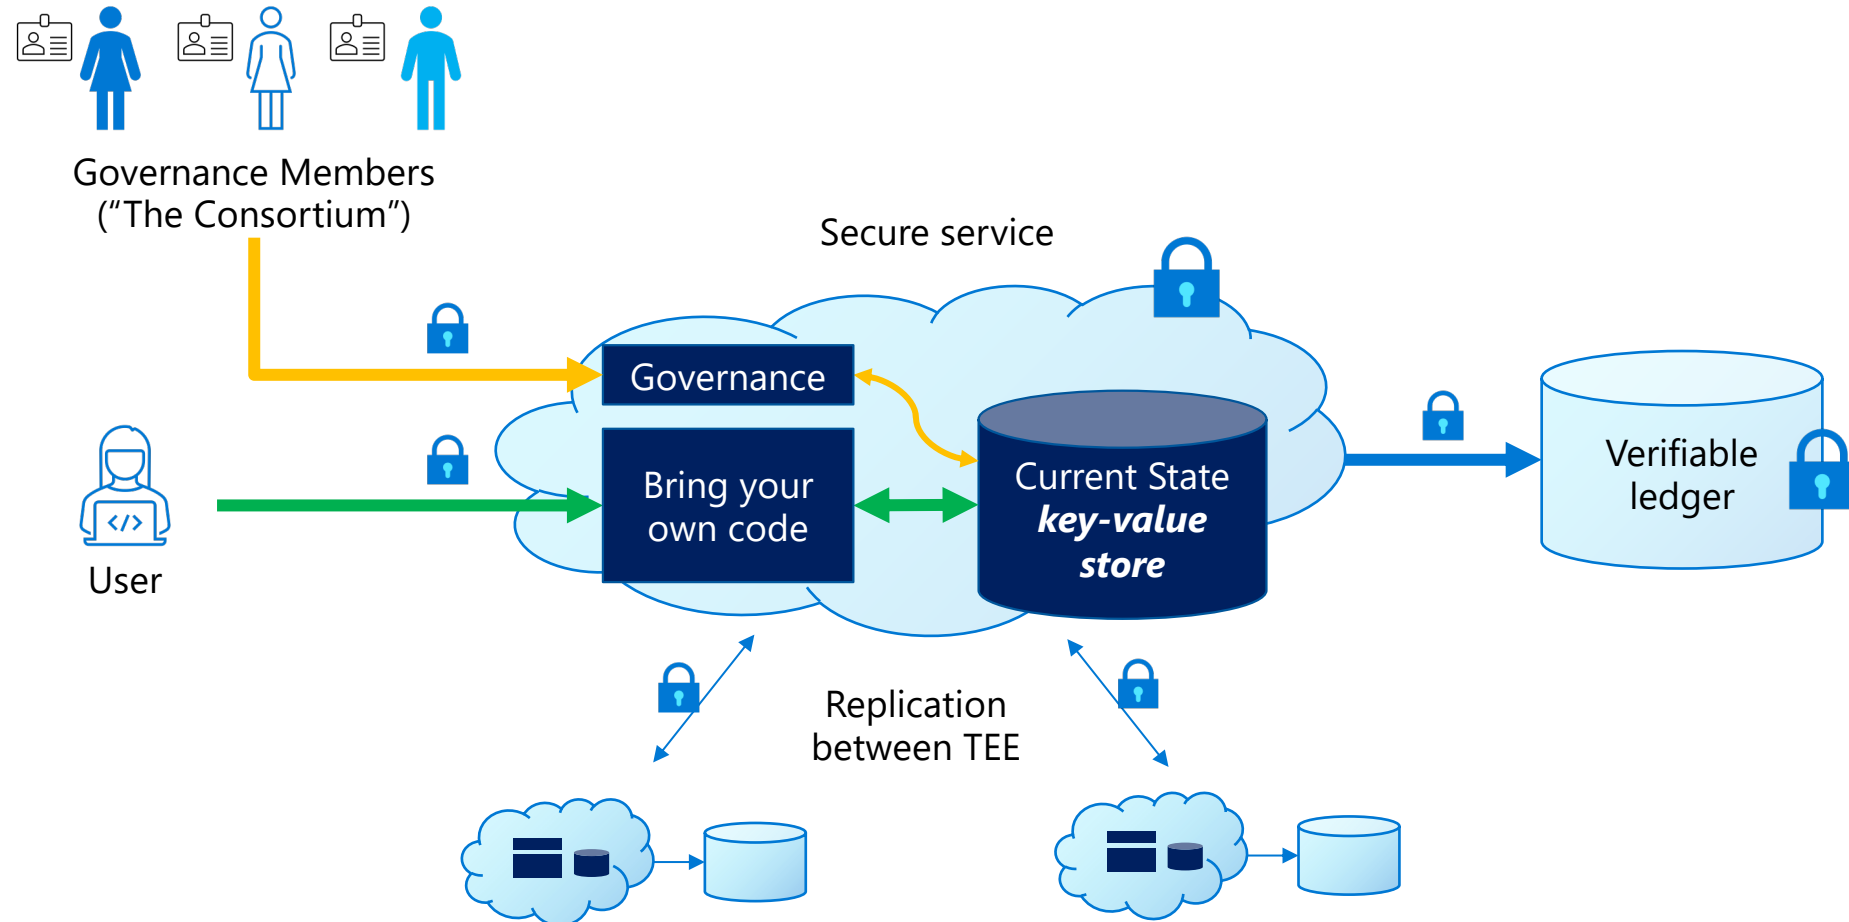 Governance Members
(“The Consortium”)
Secure service
Governance
Bring your
own code
Current State
key-value
store
Verifiable
ledger
</>
User
Replication
between TEE